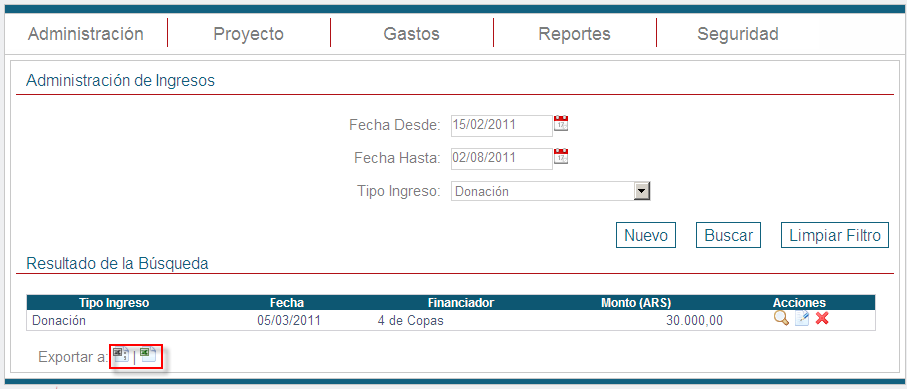 Administración Proyecto Gastos Reportes Seguridad
Administración de Ingresos
Fecha Desde: 15/02/2011
Fecha Hasta: 02/08/2011
Tipo Ingreso: Donación
Nuevo Buscar Limpiar Filtro
Resultado de la Búsqueda
Tipo Ingreso Fecha Financiador Monto (ARS) Acciones
Donación 05/03/2011 4 de Copas 30.000,00
Exportar a: |